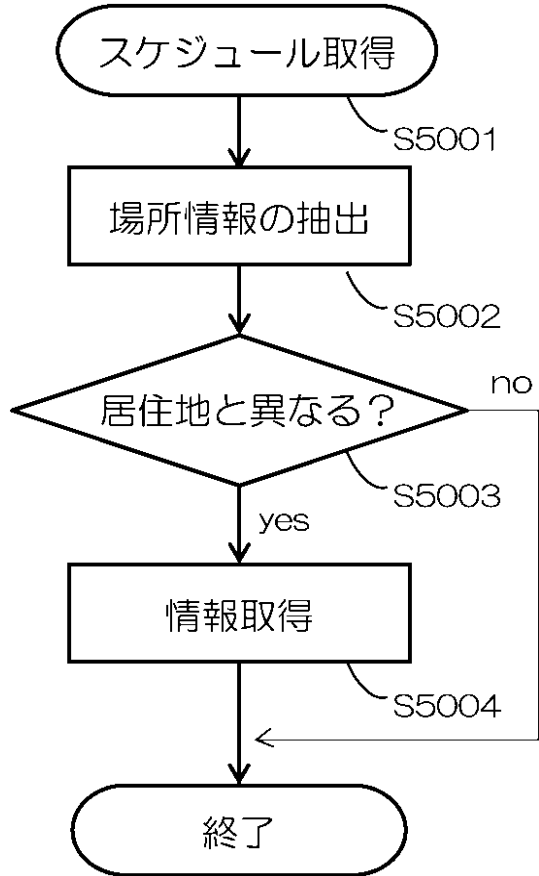 スケジュール取得
S5001
場所情報の抽出
S5002
居住地と異なる？
no
S5003
yes
情報取得
S5004
終了